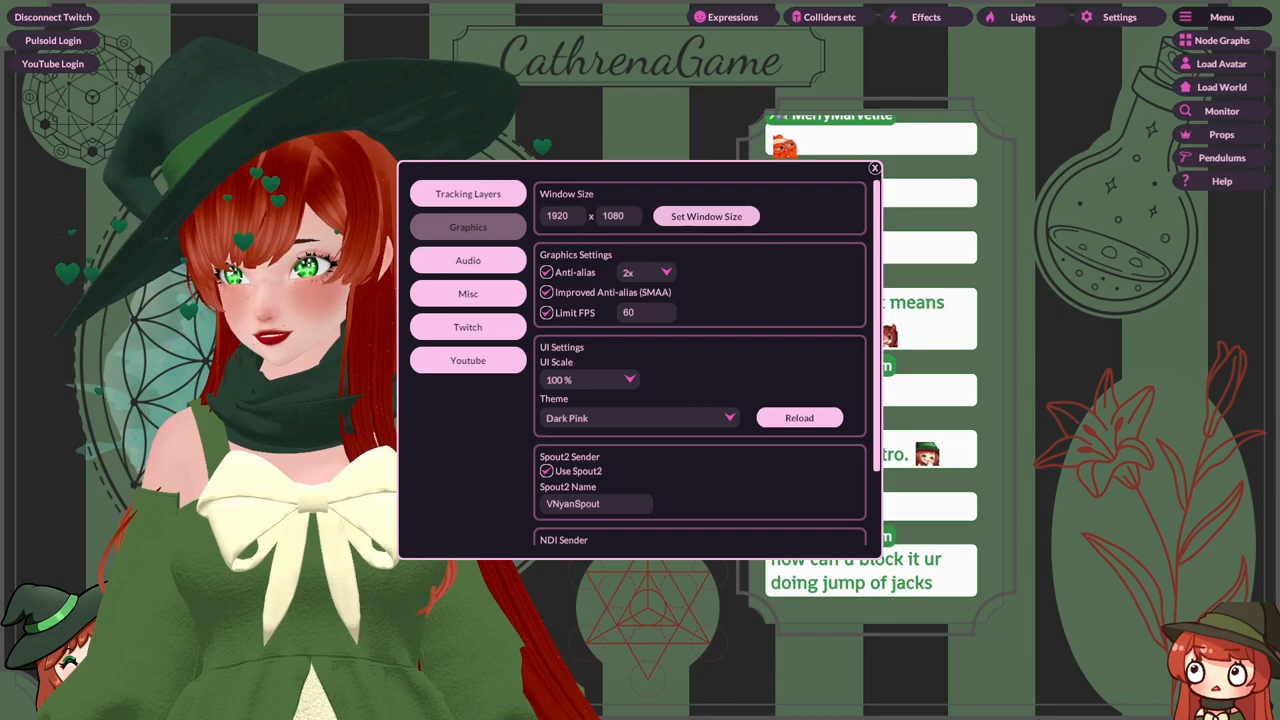 Disconnect Twitch
Pulsoid Login
YouTube Login
Expressions
Colliders etc
Effects
Lights
Settings
Menu
Node Graphs
Load Avatar
Load World
Monitor
Props
Pendulums
Help
CathrenaGame
MerryMarvelite
Tracking Layers
Graphics
Audio
Misc
Twitch
Youtube
X
Window Size
1920 x 1080
Set Window Size
Graphics Settings
Anti-alias 2x
Improved Anti-alias (SMAA)
Limit FPS 60
UI Settings
UI Scale
100 %
Theme
Dark Pink
Reload
Spout2 Sender
Use Spout2
Spout2 Name
VNyanSpout
NDI Sender
means
tro.
how can u block it ur
doing jump of jacks